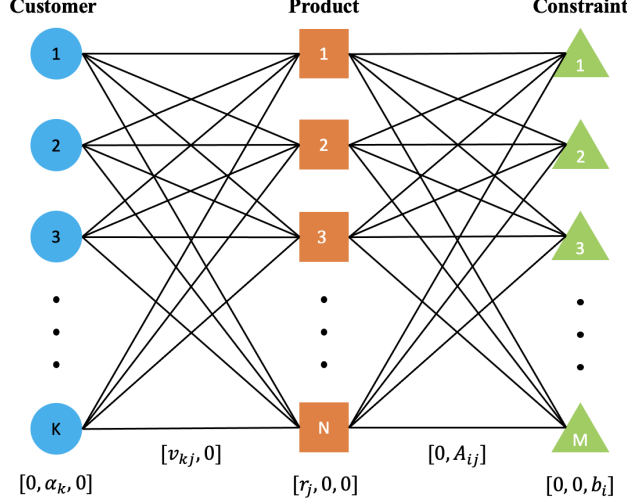 Customer Product Constraint
1 1 1
2 2 2
3 3 3
K N M
[v_{kj}, 0] [0, A_{ij}]
[0, α_k, 0] [r_j, 0, 0] [0, 0, b_i]